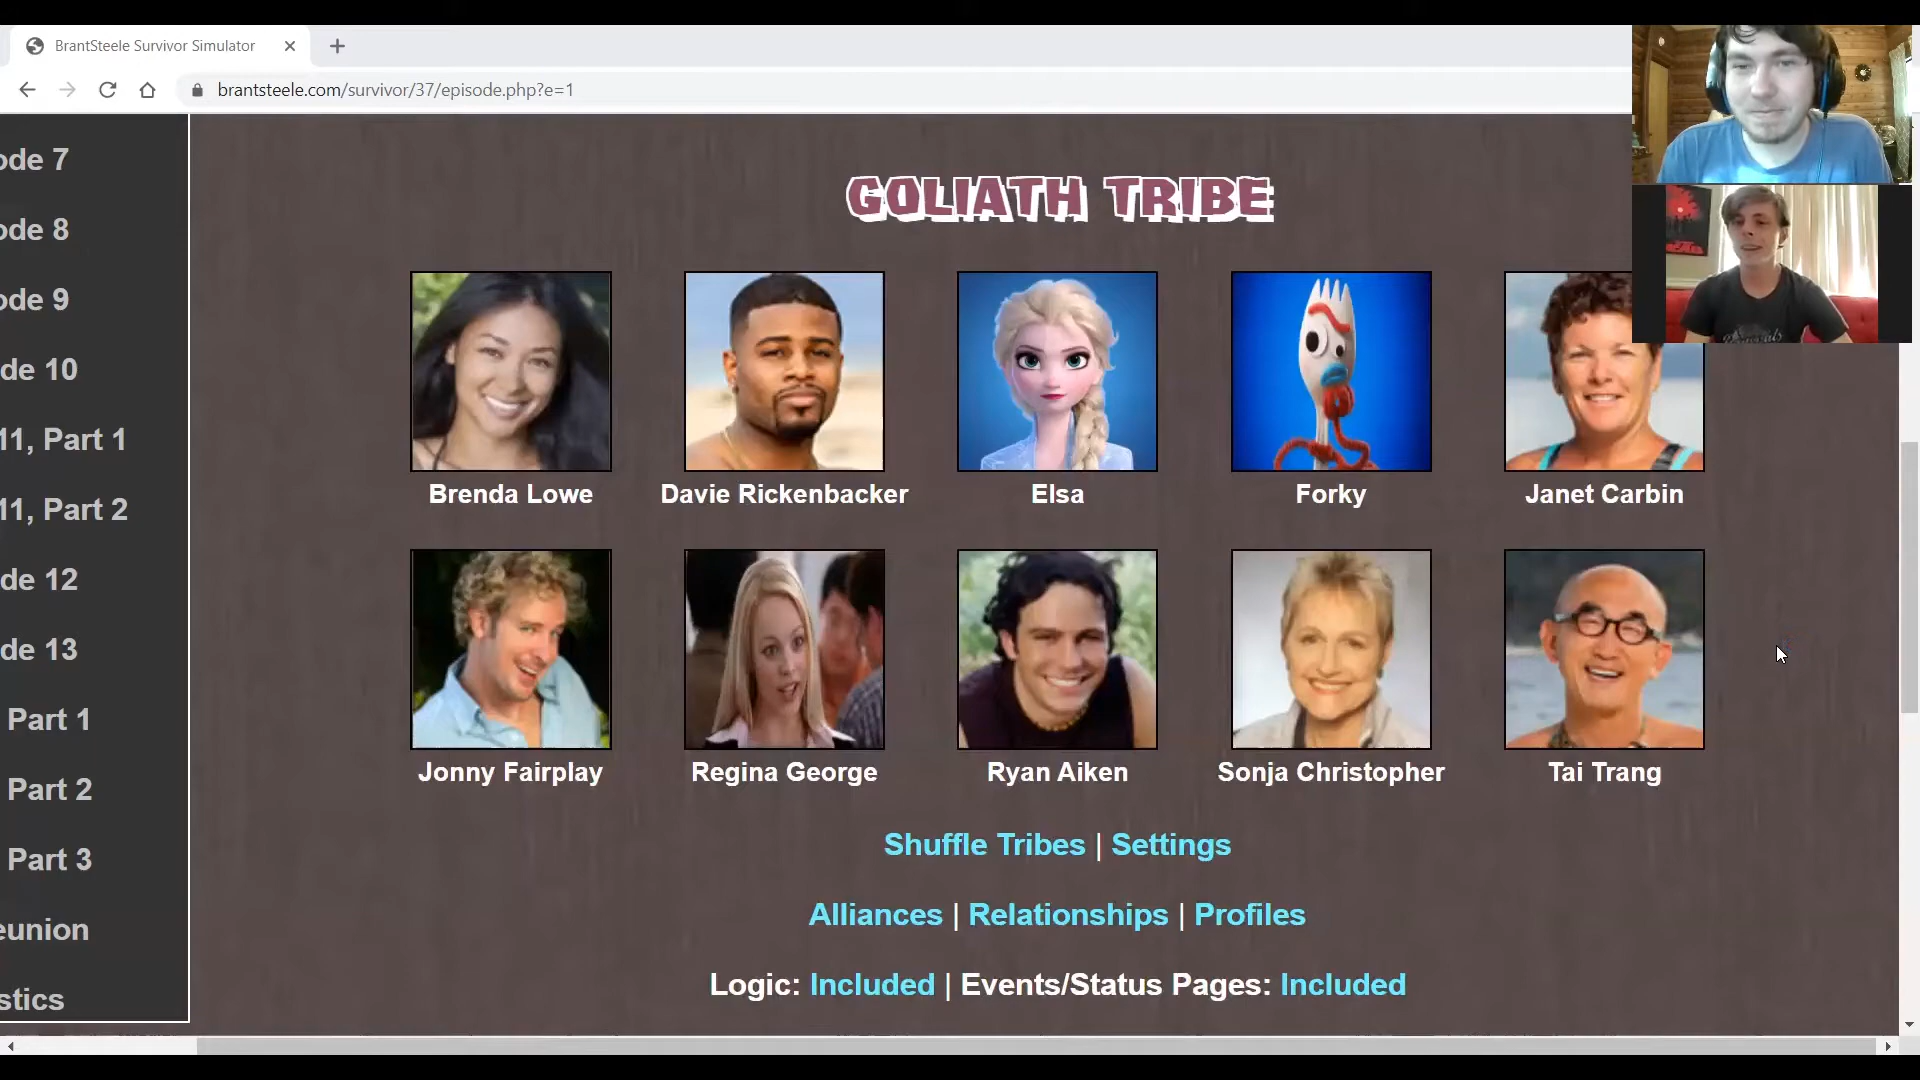 BrantSteele Survivor Simulator
brantsteele.com/survivor/37/episode.php?e=1
ode 7
ode 8
ode 9
de 10
11, Part 1
11, Part 2
de 12
de 13
Part 1
Part 2
Part 3
eunion
stics
GOLIATH TRIBE
Brenda Lowe
Davie Rickenbacker
Elsa
Forky
Janet Carbin
Jonny Fairplay
Regina George
Ryan Aiken
Sonja Christopher
Tai Trang
Shuffle Tribes | Settings
Alliances | Relationships | Profiles
Logic: Included | Events/Status Pages: Included